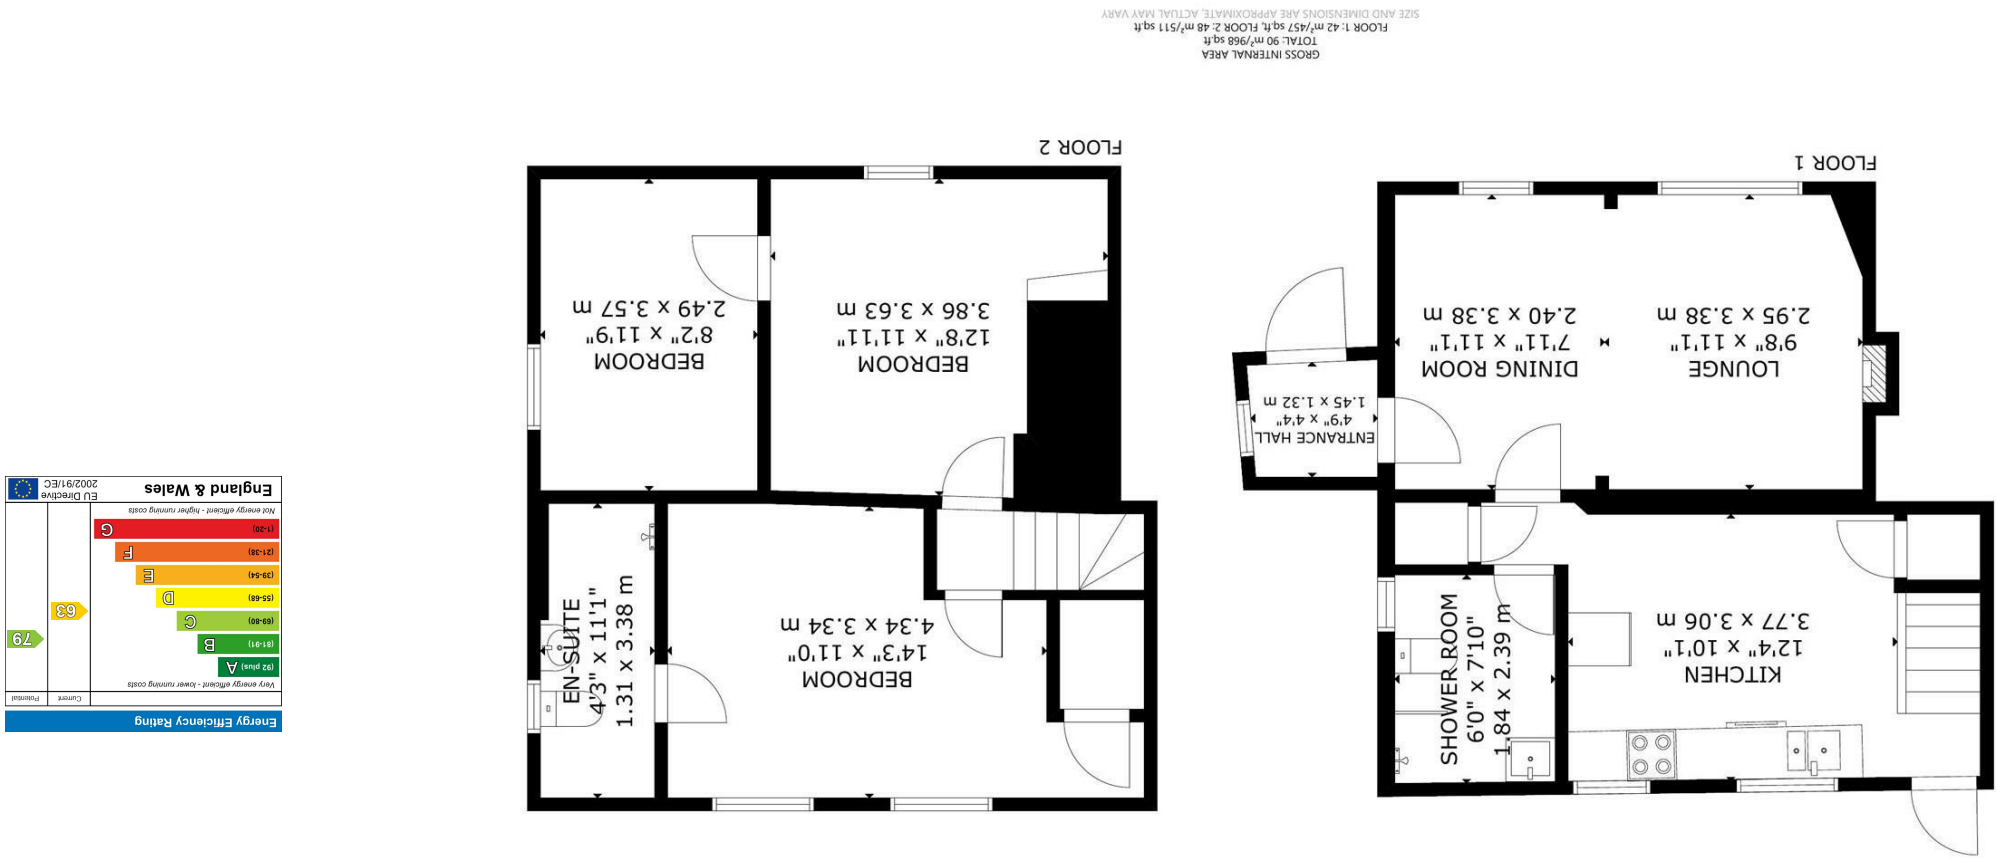 FLOOR 1
LOUNGE
9'8" x 11'1"
2.95 x 3.38 m
DINING ROOM
7'11" x 11'1"
2.40 x 3.38 m
ENTRANCE HALL
4'9" x 4'4"
1.45 x 1.32 m
KITCHEN
12'4" x 10'1"
3.77 x 3.06 m
SHOWER ROOM
6'0" x 7'10"
1.84 x 2.39 m
FLOOR 2
BEDROOM
12'8" x 11'11"
3.86 x 3.63 m
BEDROOM
8'2" x 11'9"
2.49 x 3.57 m
BEDROOM
14'3" x 11'0"
4.34 x 3.34 m
EN-SUITE
4'3" x 11'1"
1.31 x 3.38 m
GROSS INTERNAL AREA
TOTAL: 90 m²/968 sq.ft
FLOOR 1: 42 m²/457 sq.ft, FLOOR 2: 48 m²/511 sq.ft
SIZE AND DIMENSIONS ARE APPROXIMATE, ACTUAL MAY VARY
Energy Efficiency Rating
Current Potential
Very energy efficient - lower running costs
(92 plus) A
(81-91) B
(69-80) C
(55-68) D
(39-54) E
(21-38) F
(1-20) G
63
79
Not energy efficient - higher running costs
England & Wales
EU Directive
2002/91/EC